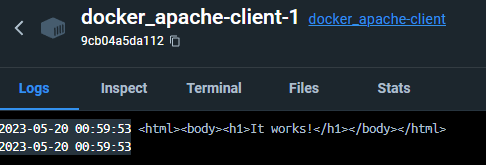 docker_apache-client-1 docker_apache-client
9cb04a5da112
Logs Inspect Terminal Files Stats
2023-05-20 00:59:53 <html><body><h1>It works!</h1></body></html>
2023-05-20 00:59:53